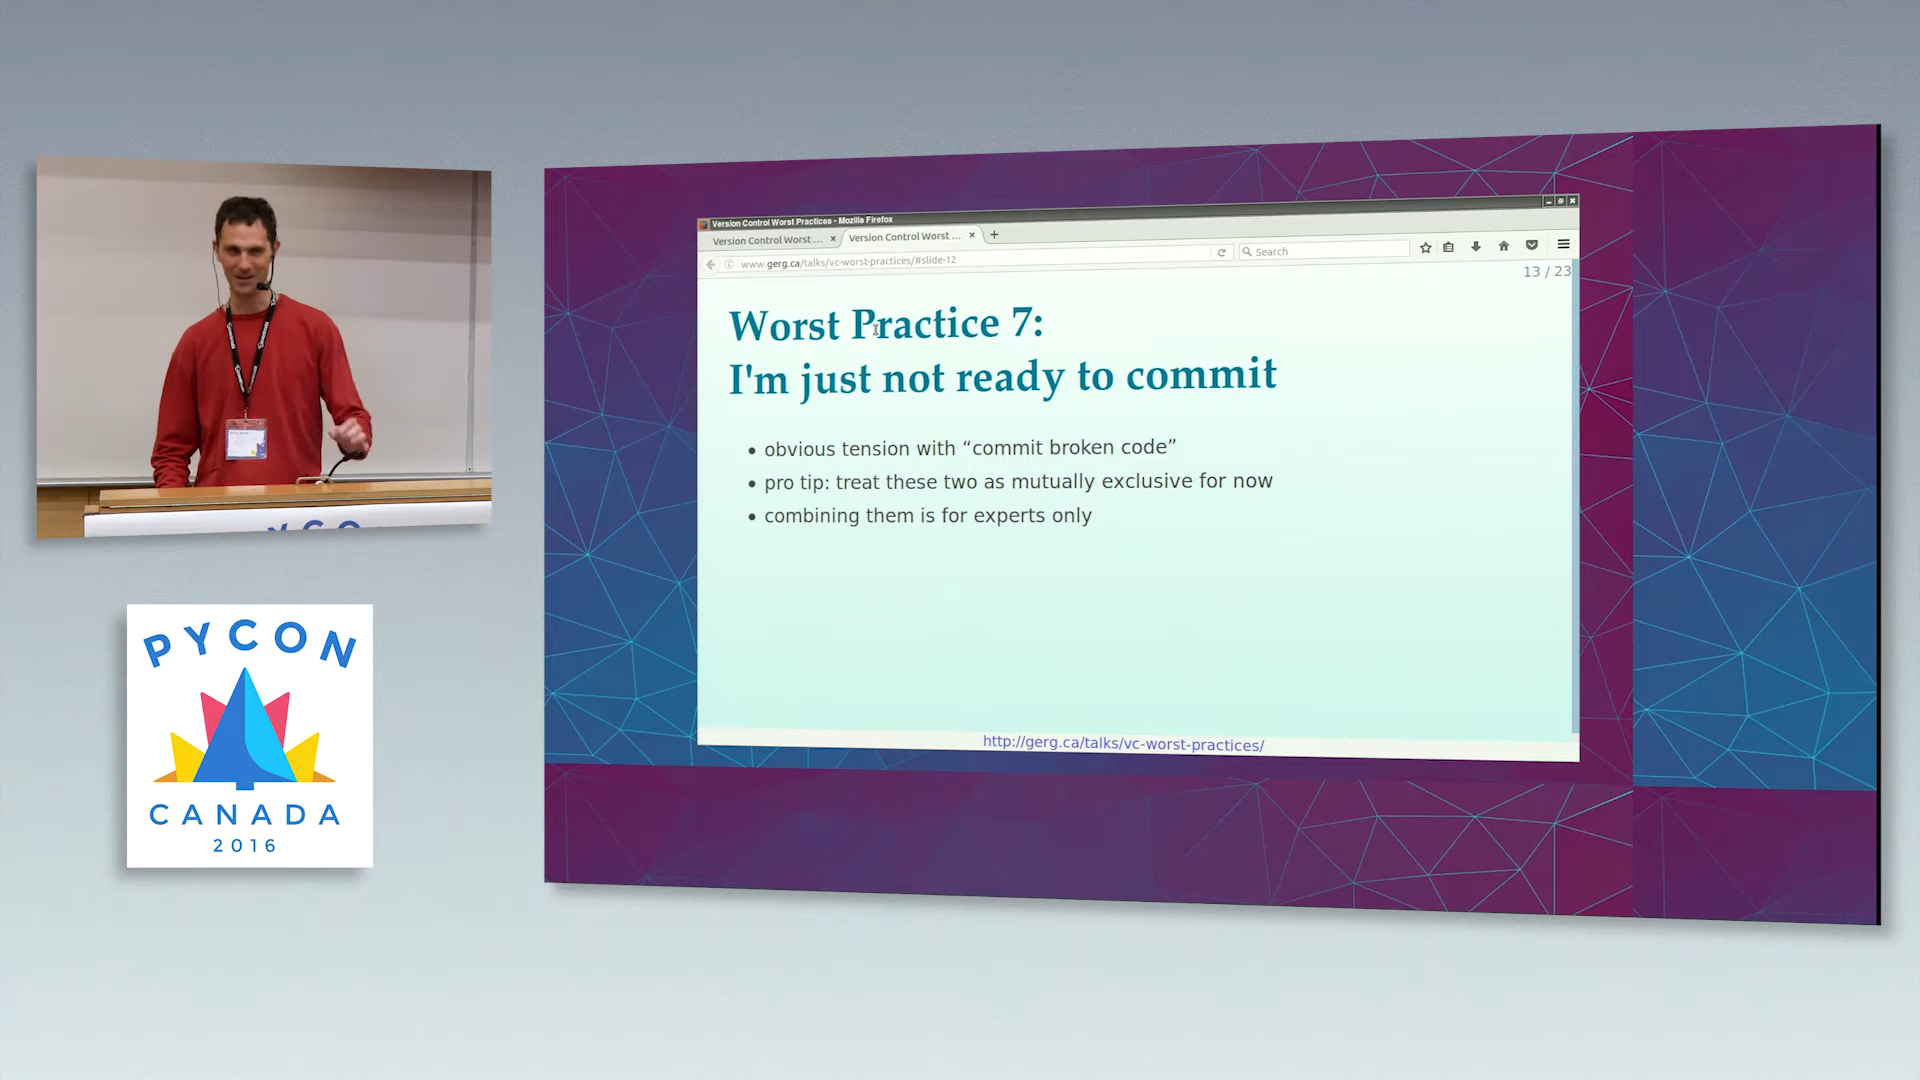 PYCO
PYCON
CANADA
2016
Version Control Worst Practices - Mozilla Firefox
Version Control Worst ...
Version Control Worst ...
www.gerg.ca/talks/vc-worst-practices/#slide-12
Search
13 / 23
Worst Practice 7:
I'm just not ready to commit
• obvious tension with “commit broken code”
• pro tip: treat these two as mutually exclusive for now
• combining them is for experts only
http://gerg.ca/talks/vc-worst-practices/